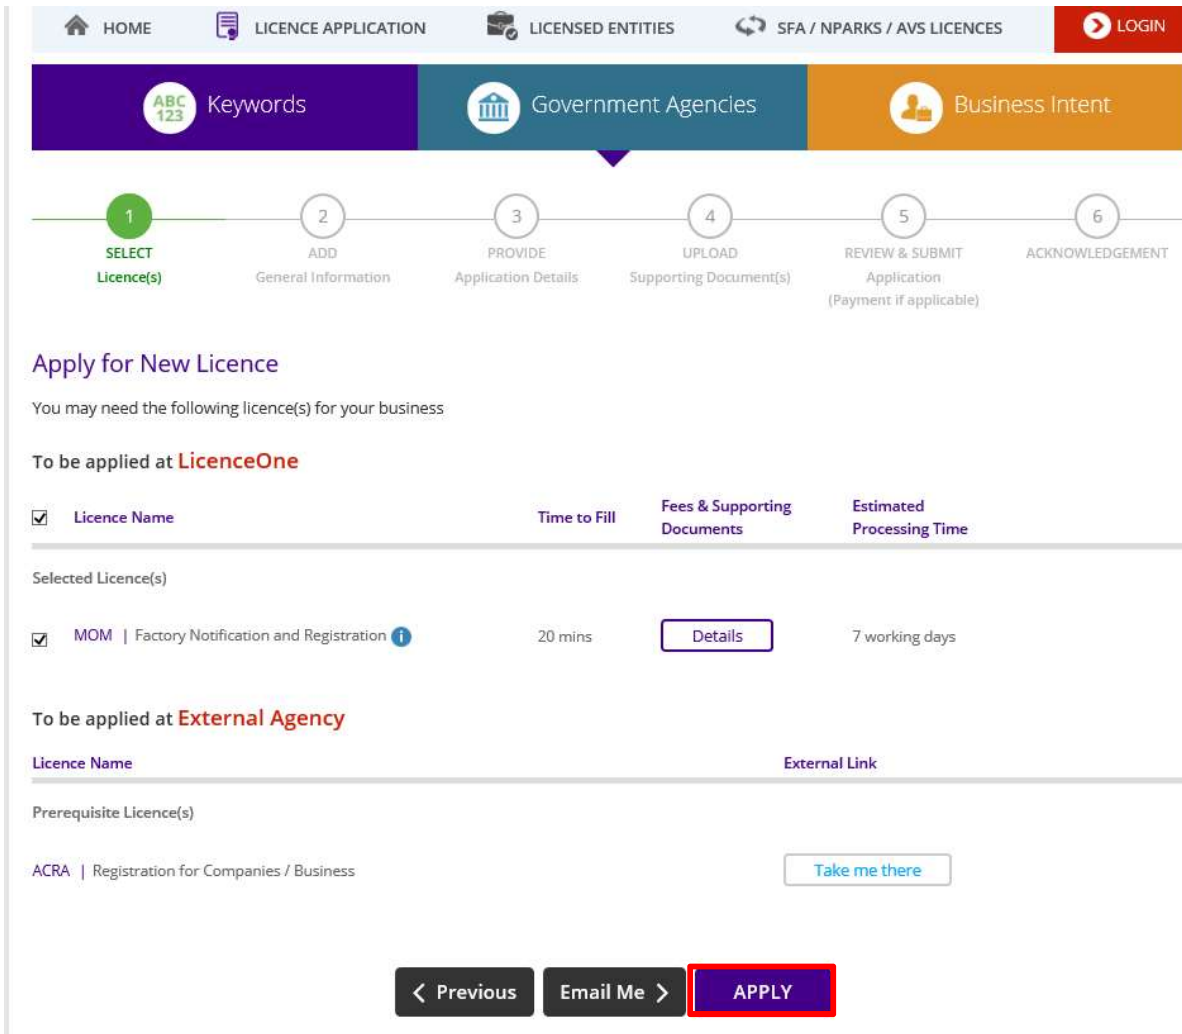 HOME LICENCE APPLICATION LICENSED ENTITIES SFA / NPARKS / AVS LICENCES LOGIN
ABC
123
Keywords Government Agencies Business Intent
1 2 3 4 5 6
SELECT ADD PROVIDE UPLOAD REVIEW & SUBMIT ACKNOWLEDGEMENT
Licence(s) General Information Application Details Supporting Document(s) Application
(Payment if applicable)
Apply for New Licence
You may need the following licence(s) for your business
To be applied at LicenceOne
Licence Name Time to Fill Fees & Supporting Documents Estimated Processing Time
Selected Licence(s)
MOM | Factory Notification and Registration i 20 mins Details 7 working days
To be applied at External Agency
Licence Name External Link
Prerequisite Licence(s)
ACRA | Registration for Companies / Business Take me there
Previous Email Me APPLY